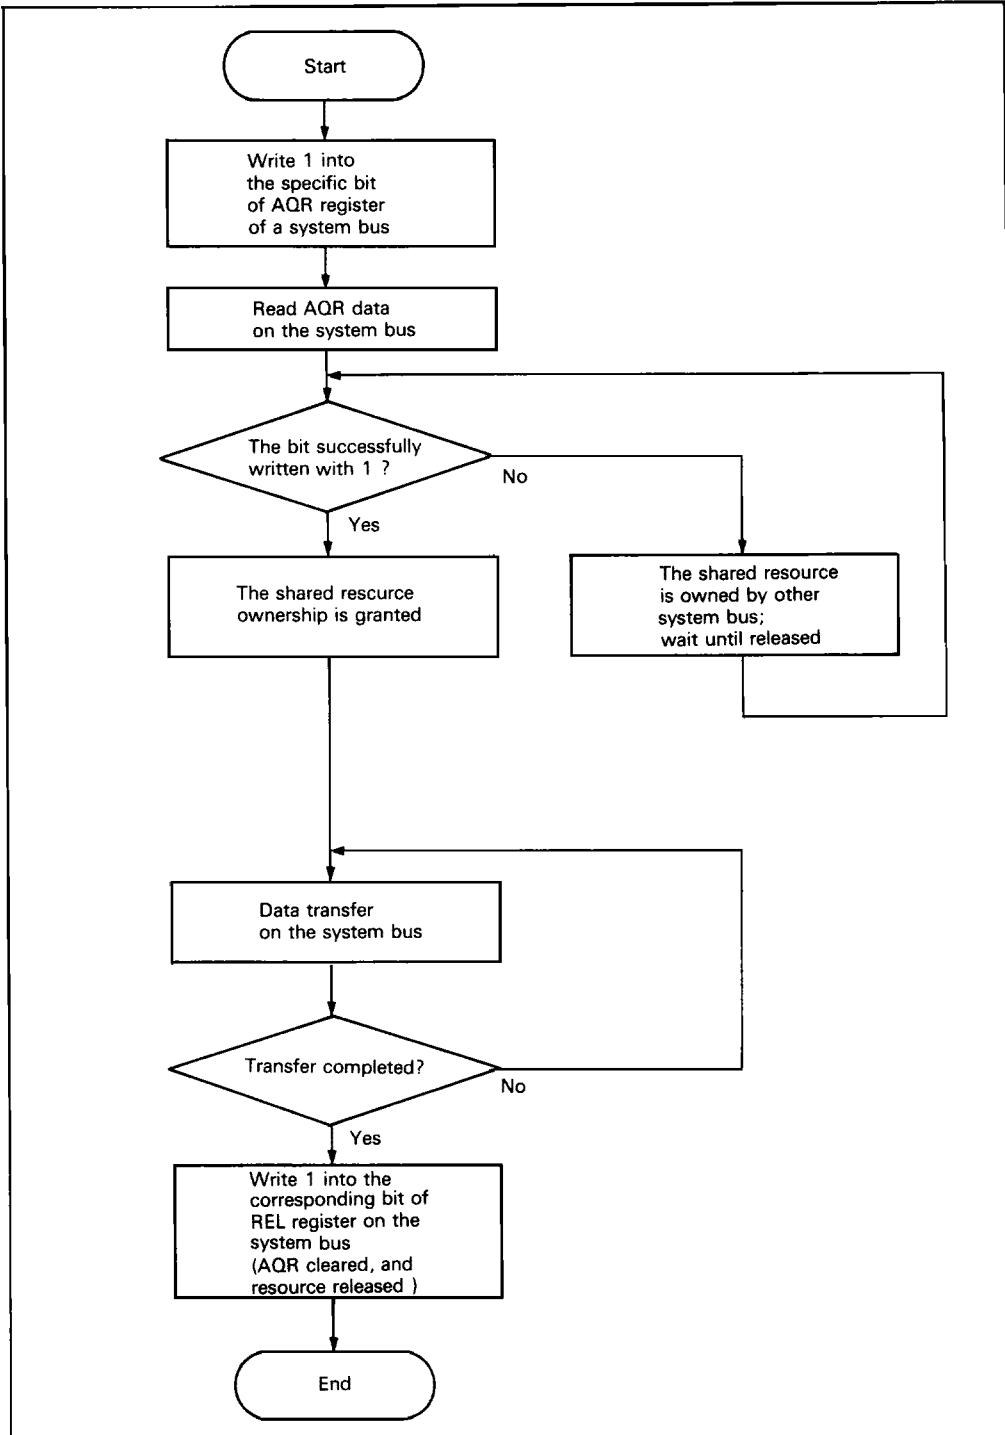 Start
Write 1 into
the specific bit
of AQR register
of a system bus
Read AQR data
on the system bus
The bit successfully
written with 1 ?
No
Yes
The shared rescurce
ownership is granted
The shared resource
is owned by other
system bus;
wait until released
Data transfer
on the system bus
Transfer completed?
No
Yes
Write 1 into the
corresponding bit of
REL register on the
system bus
(AQR cleared, and
resource released )
End